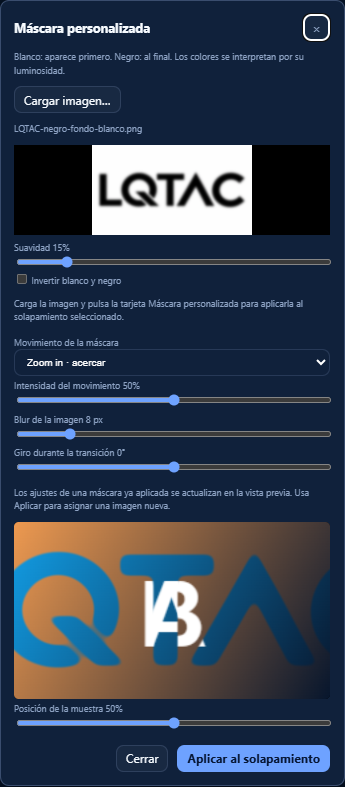 Máscara personalizada
×
Blanco: aparece primero. Negro: al final. Los colores se interpretan por su
luminosidad.
Cargar imagen...
LQTAC-negro-fondo-blanco.png
LQTAC
Suavidad 15%
Invertir blanco y negro
Carga la imagen y pulsa la tarjeta Máscara personalizada para aplicarla al
solapamiento seleccionado.
Movimiento de la máscara
Zoom in · acercar
Intensidad del movimiento 50%
Blur de la imagen 8 px
Giro durante la transición 0°
Los ajustes de una máscara ya aplicada se actualizan en la vista previa. Usa
Aplicar para asignar una imagen nueva.
QTA
Posición de la muestra 50%
Cerrar
Aplicar al solapamiento